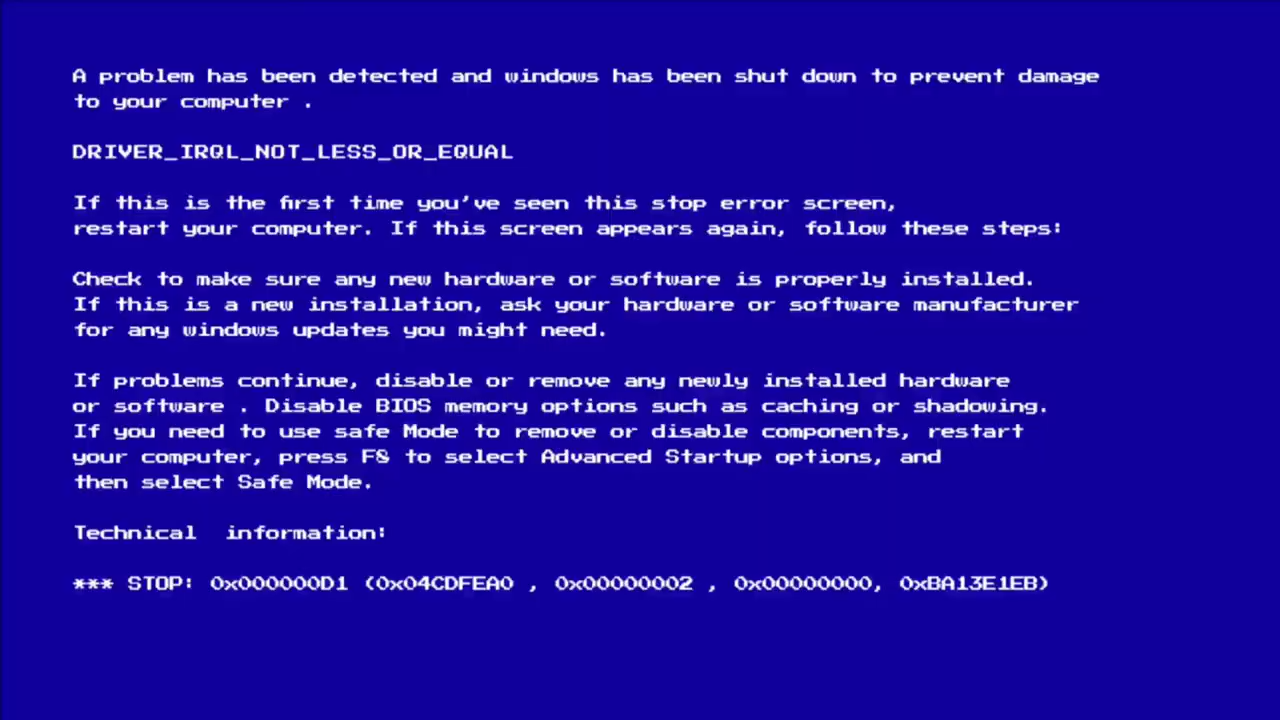 A problem has been detected and windows has been shut down to prevent damage
to your computer .
DRIVER_IRQL_NOT_LESS_OR_EQUAL
If this is the first time you've seen this stop error screen,
restart your computer. If this screen appears again, follow these steps:
Check to make sure any new hardware or software is properly installed.
If this is a new installation, ask your hardware or software manufacturer
for any windows updates you might need.
If problems continue, disable or remove any newly installed hardware
or software . Disable BIOS memory options such as caching or shadowing.
If you need to use safe Mode to remove or disable components, restart
your computer, press F8 to select Advanced Startup options, and
then select Safe Mode.
Technical  information:
*** STOP: 0x000000D1 (0x04CDFEA0 , 0x00000002 , 0x00000000, 0xBA13E1EB)